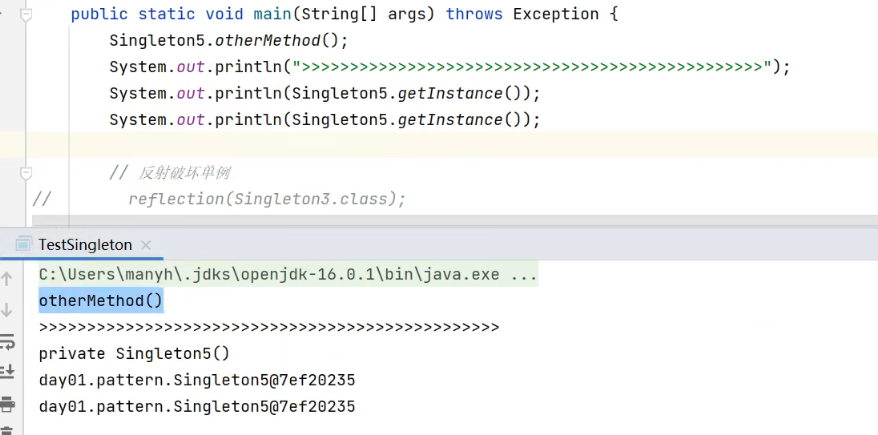 public static void main(String[] args) throws Exception {
Singleton5.otherMethod();
System.out.println(">>>>>>>>>>>>>>>>>>>>>>>>>>>>>>>>>>>>>>>>>>>>>>>>");
System.out.println(Singleton5.getInstance());
System.out.println(Singleton5.getInstance());
// 反射破坏单例
// reflection(Singleton3.class);
TestSingleton ×
C:\Users\manyh\.jdks\openjdk-16.0.1\bin\java.exe ...
otherMethod()
>>>>>>>>>>>>>>>>>>>>>>>>>>>>>>>>>>>>>>>>>>>>>>>>
private Singleton5()
day01.pattern.Singleton5@7ef20235
day01.pattern.Singleton5@7ef20235